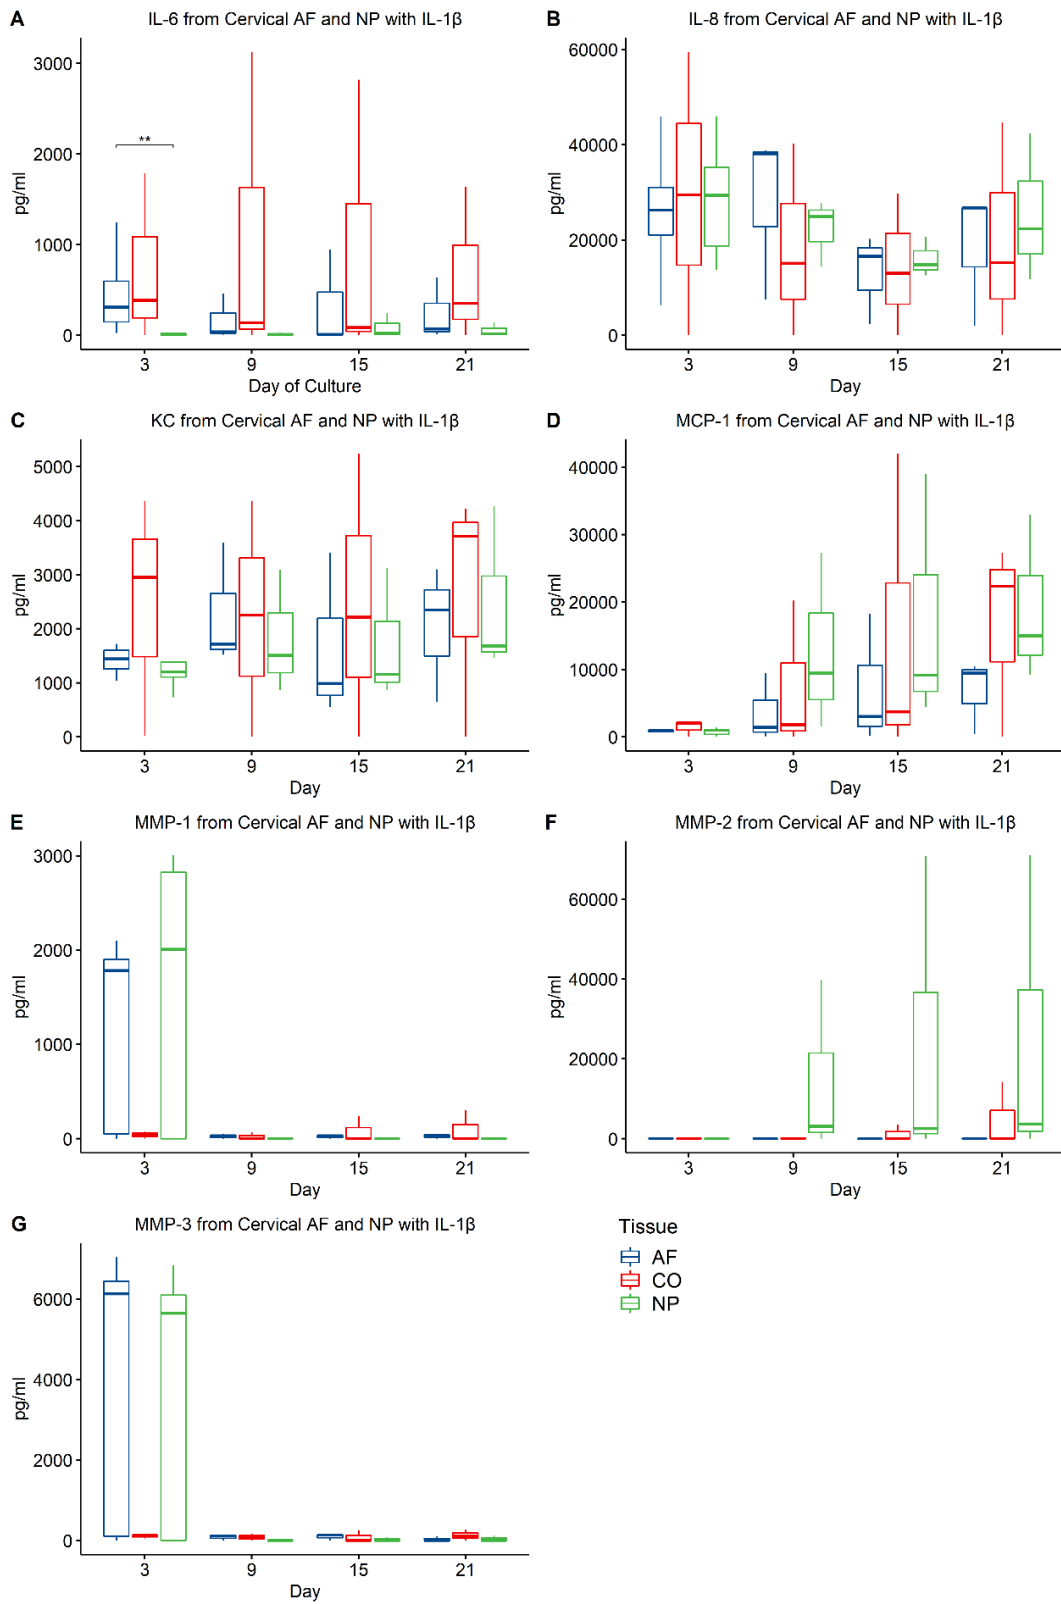 A
IL-6 from Cervical AF and NP with IL-1β
pg/ml
3000
2000
1000
0
**
3 9 15 21
Day of Culture
B
IL-8 from Cervical AF and NP with IL-1β
pg/ml
60000
40000
20000
0
3 9 15 21
Day
C
KC from Cervical AF and NP with IL-1β
pg/ml
5000
4000
3000
2000
1000
0
3 9 15 21
Day
D
MCP-1 from Cervical AF and NP with IL-1β
pg/ml
40000
30000
20000
10000
0
3 9 15 21
Day
E
MMP-1 from Cervical AF and NP with IL-1β
pg/ml
3000
2000
1000
0
3 9 15 21
Day
F
MMP-2 from Cervical AF and NP with IL-1β
pg/ml
60000
40000
20000
0
3 9 15 21
Day
G
MMP-3 from Cervical AF and NP with IL-1β
pg/ml
6000
4000
2000
0
3 9 15 21
Day
Tissue
AF
CO
NP